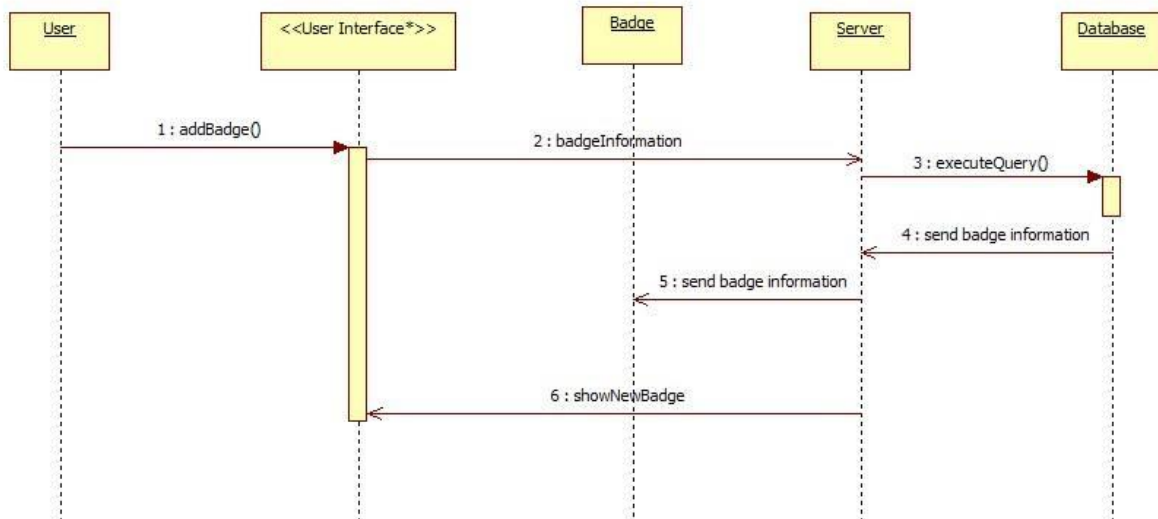 User
<<User Interface*>>
Badge
Server
Database
1 : addBadge()
2 : badgeInformation
3 : executeQuery()
4 : send badge information
5 : send badge information
6 : showNewBadge